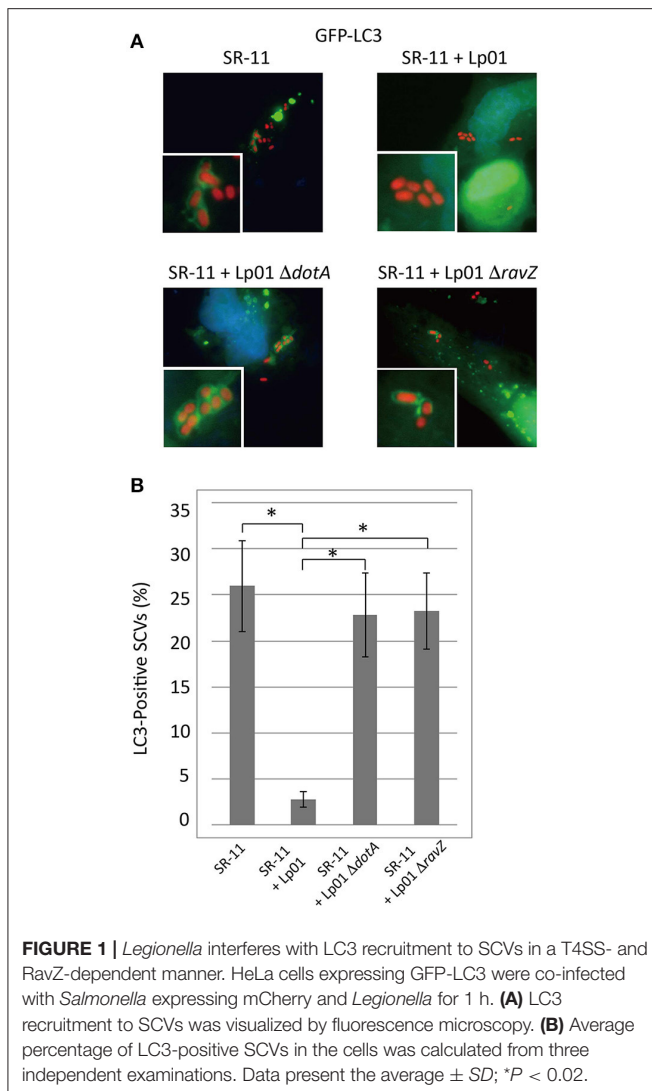 A
GFP-LC3
SR-11
SR-11 + Lp01
SR-11 + Lp01 ΔdotA
SR-11 + Lp01 ΔravZ
B
LC3-Positive SCVs (%)
35
30
25
20
15
10
5
0
*
*
*
SR-11
SR-11
+ Lp01
SR-11
+ Lp01 ΔdotA
SR-11
+ Lp01 ΔravZ
FIGURE 1 | Legionella interferes with LC3 recruitment to SCVs in a T4SS- and
RavZ-dependent manner. HeLa cells expressing GFP-LC3 were co-infected
with Salmonella expressing mCherry and Legionella for 1 h. (A) LC3
recruitment to SCVs was visualized by fluorescence microscopy. (B) Average
percentage of LC3-positive SCVs in the cells was calculated from three
independent examinations. Data present the average ± SD; *P < 0.02.